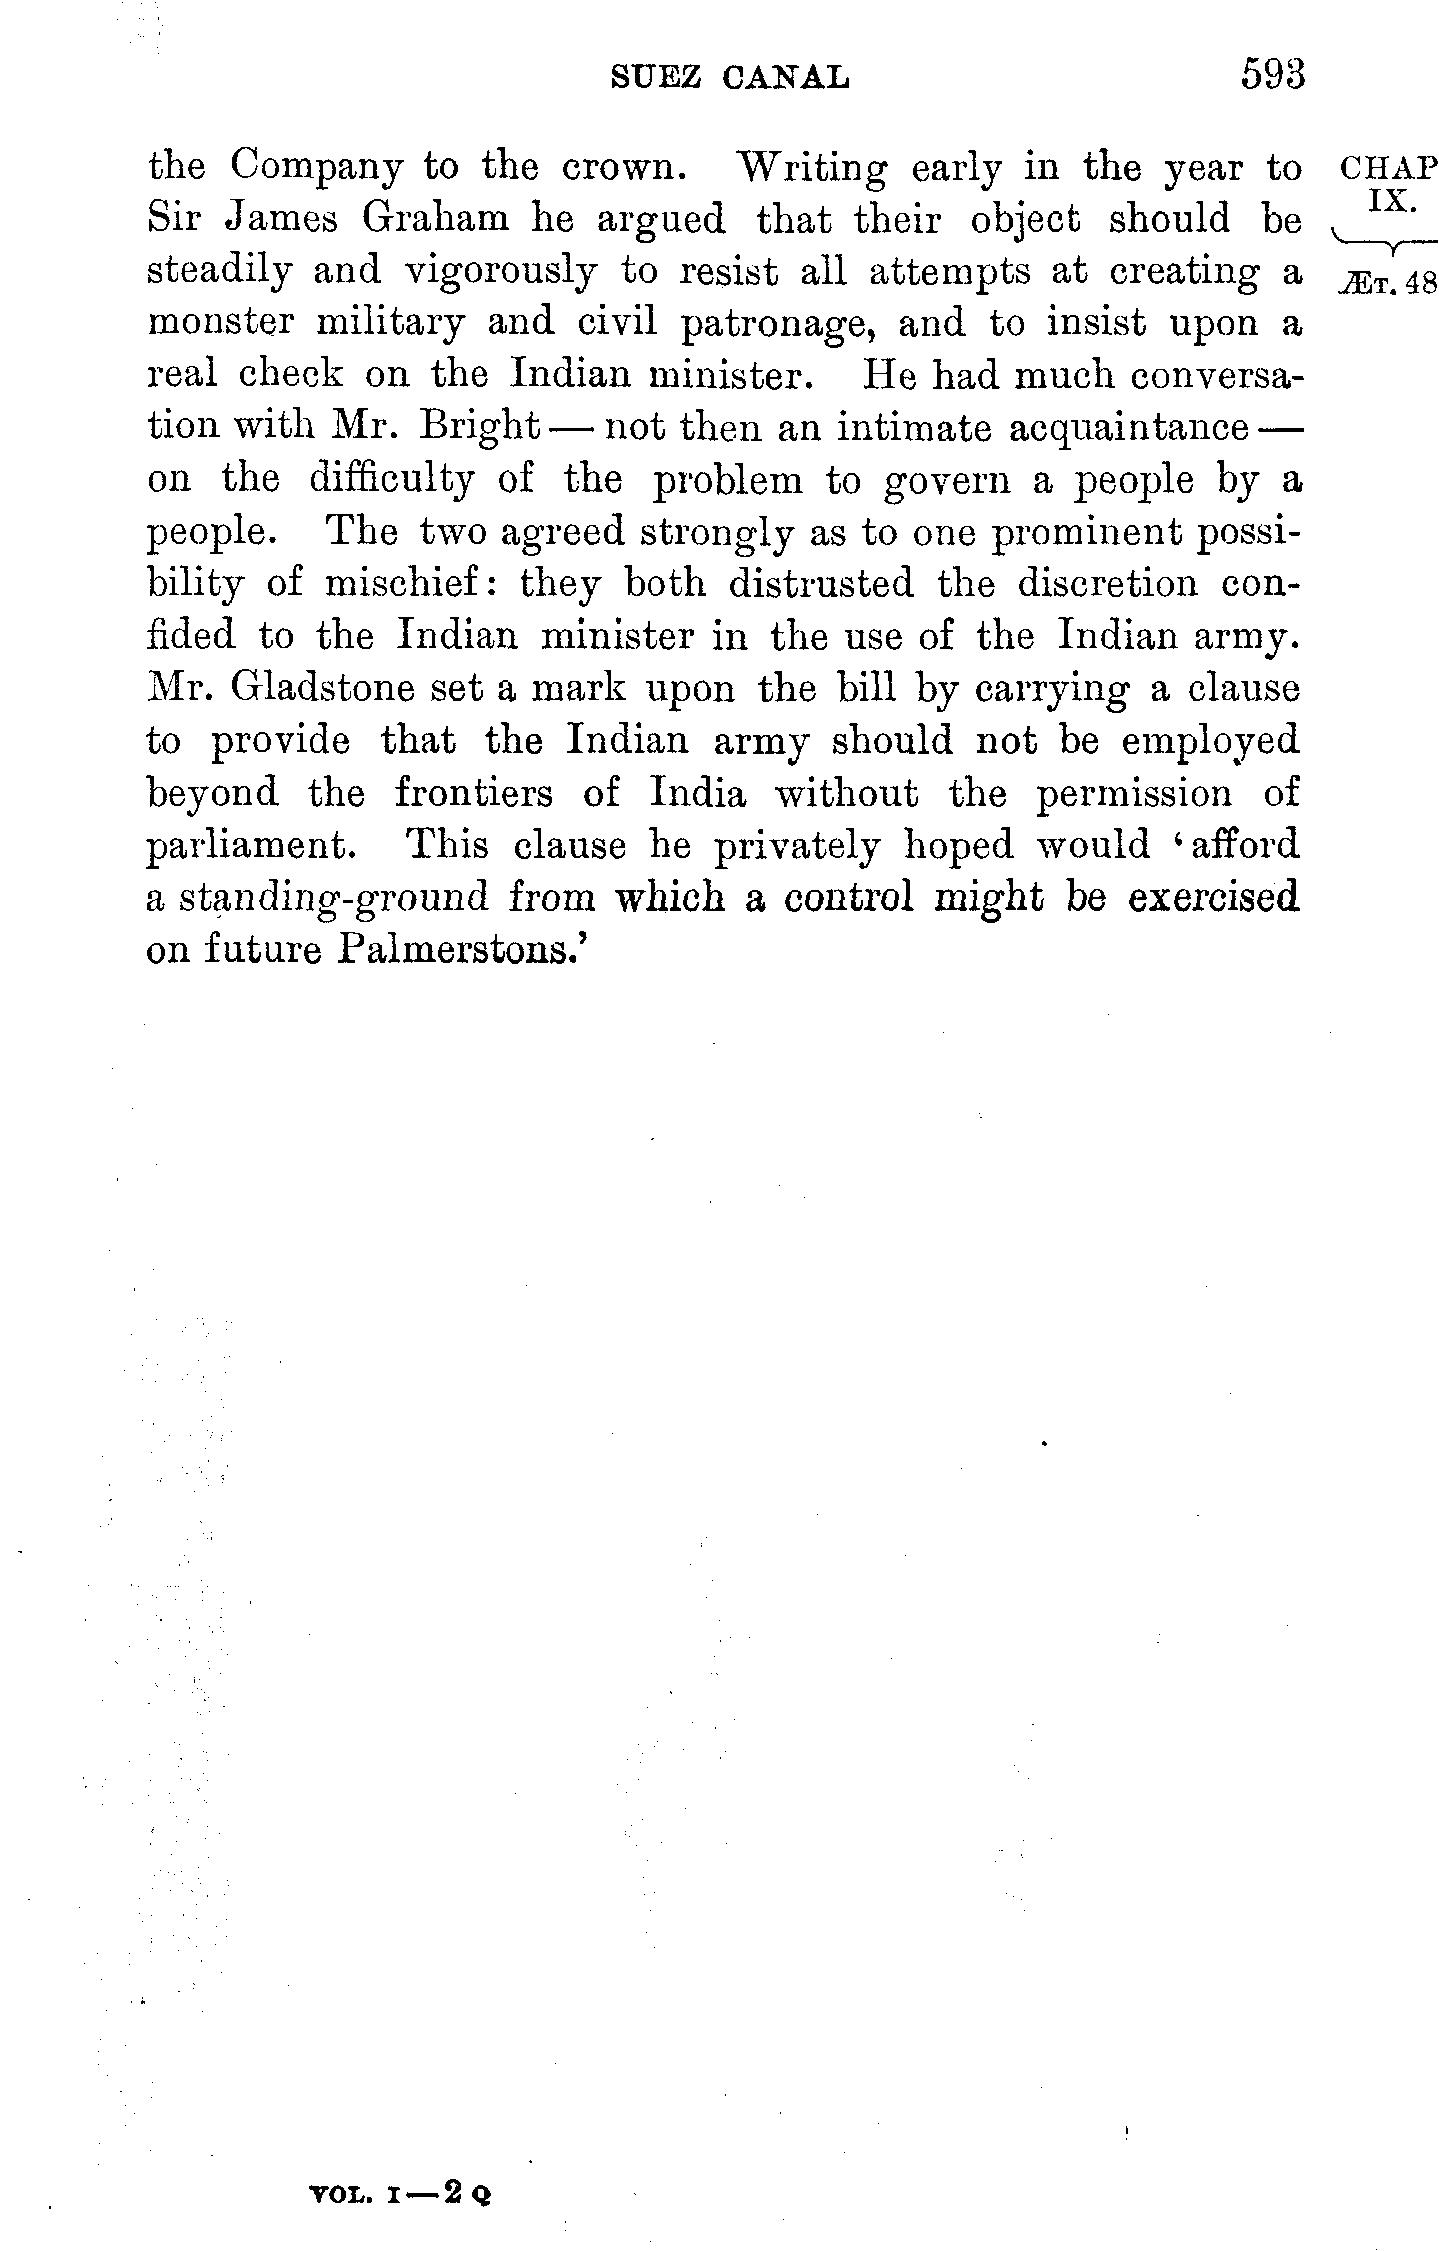 SUEZ CANAL 593
the Company to the crown. Writing early in the year to
Sir James Graham he argued that their object should be
steadily and vigorously to resist all attempts at creating a
monster military and civil patronage, and to insist upon a
real check on the Indian minister. He had much conversa-
tion with Mr. Bright — not then an intimate acquaintance —
on the difficulty of the problem to govern a people by a
people. The two agreed strongly as to one prominent possi-
bility of mischief: they both distrusted the discretion con-
fided to the Indian minister in the use of the Indian army.
Mr. Gladstone set a mark upon the bill by carrying a clause
to provide that the Indian army should not be employed
beyond the frontiers of India without the permission of
parliament. This clause he privately hoped would ‘afford
a standing-ground from which a control might be exercised
on future Palmerstons.’
CHAP
IX.
ÆT. 48
VOL. I—2 Q